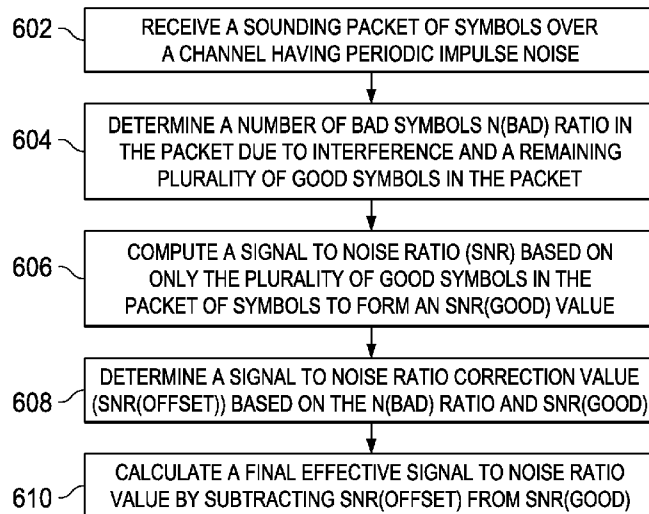 602
RECEIVE A SOUNDING PACKET OF SYMBOLS OVER
A CHANNEL HAVING PERIODIC IMPULSE NOISE
604
DETERMINE A NUMBER OF BAD SYMBOLS N(BAD) RATIO IN
THE PACKET DUE TO INTERFERENCE AND A REMAINING
PLURALITY OF GOOD SYMBOLS IN THE PACKET
606
COMPUTE A SIGNAL TO NOISE RATIO (SNR) BASED ON
ONLY THE PLURALITY OF GOOD SYMBOLS IN THE
PACKET OF SYMBOLS TO FORM AN SNR(GOOD) VALUE
608
DETERMINE A SIGNAL TO NOISE RATIO CORRECTION VALUE
(SNR(OFFSET)) BASED ON THE N(BAD) RATIO AND SNR(GOOD)
610
CALCULATE A FINAL EFFECTIVE SIGNAL TO NOISE RATIO
VALUE BY SUBTRACTING SNR(OFFSET) FROM SNR(GOOD)